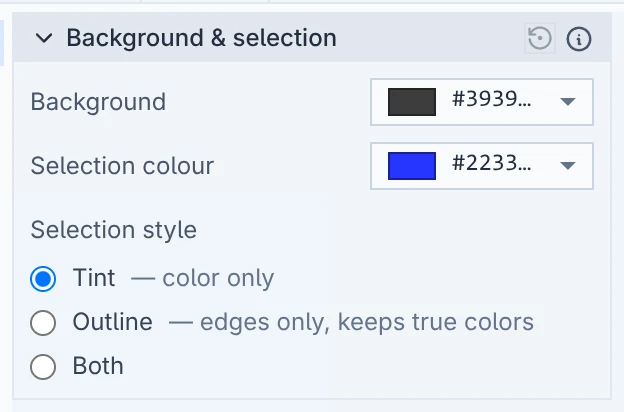 Background & selection
Background #3939...
Selection colour #2233...
Selection style
Tint — color only
Outline — edges only, keeps true colors
Both